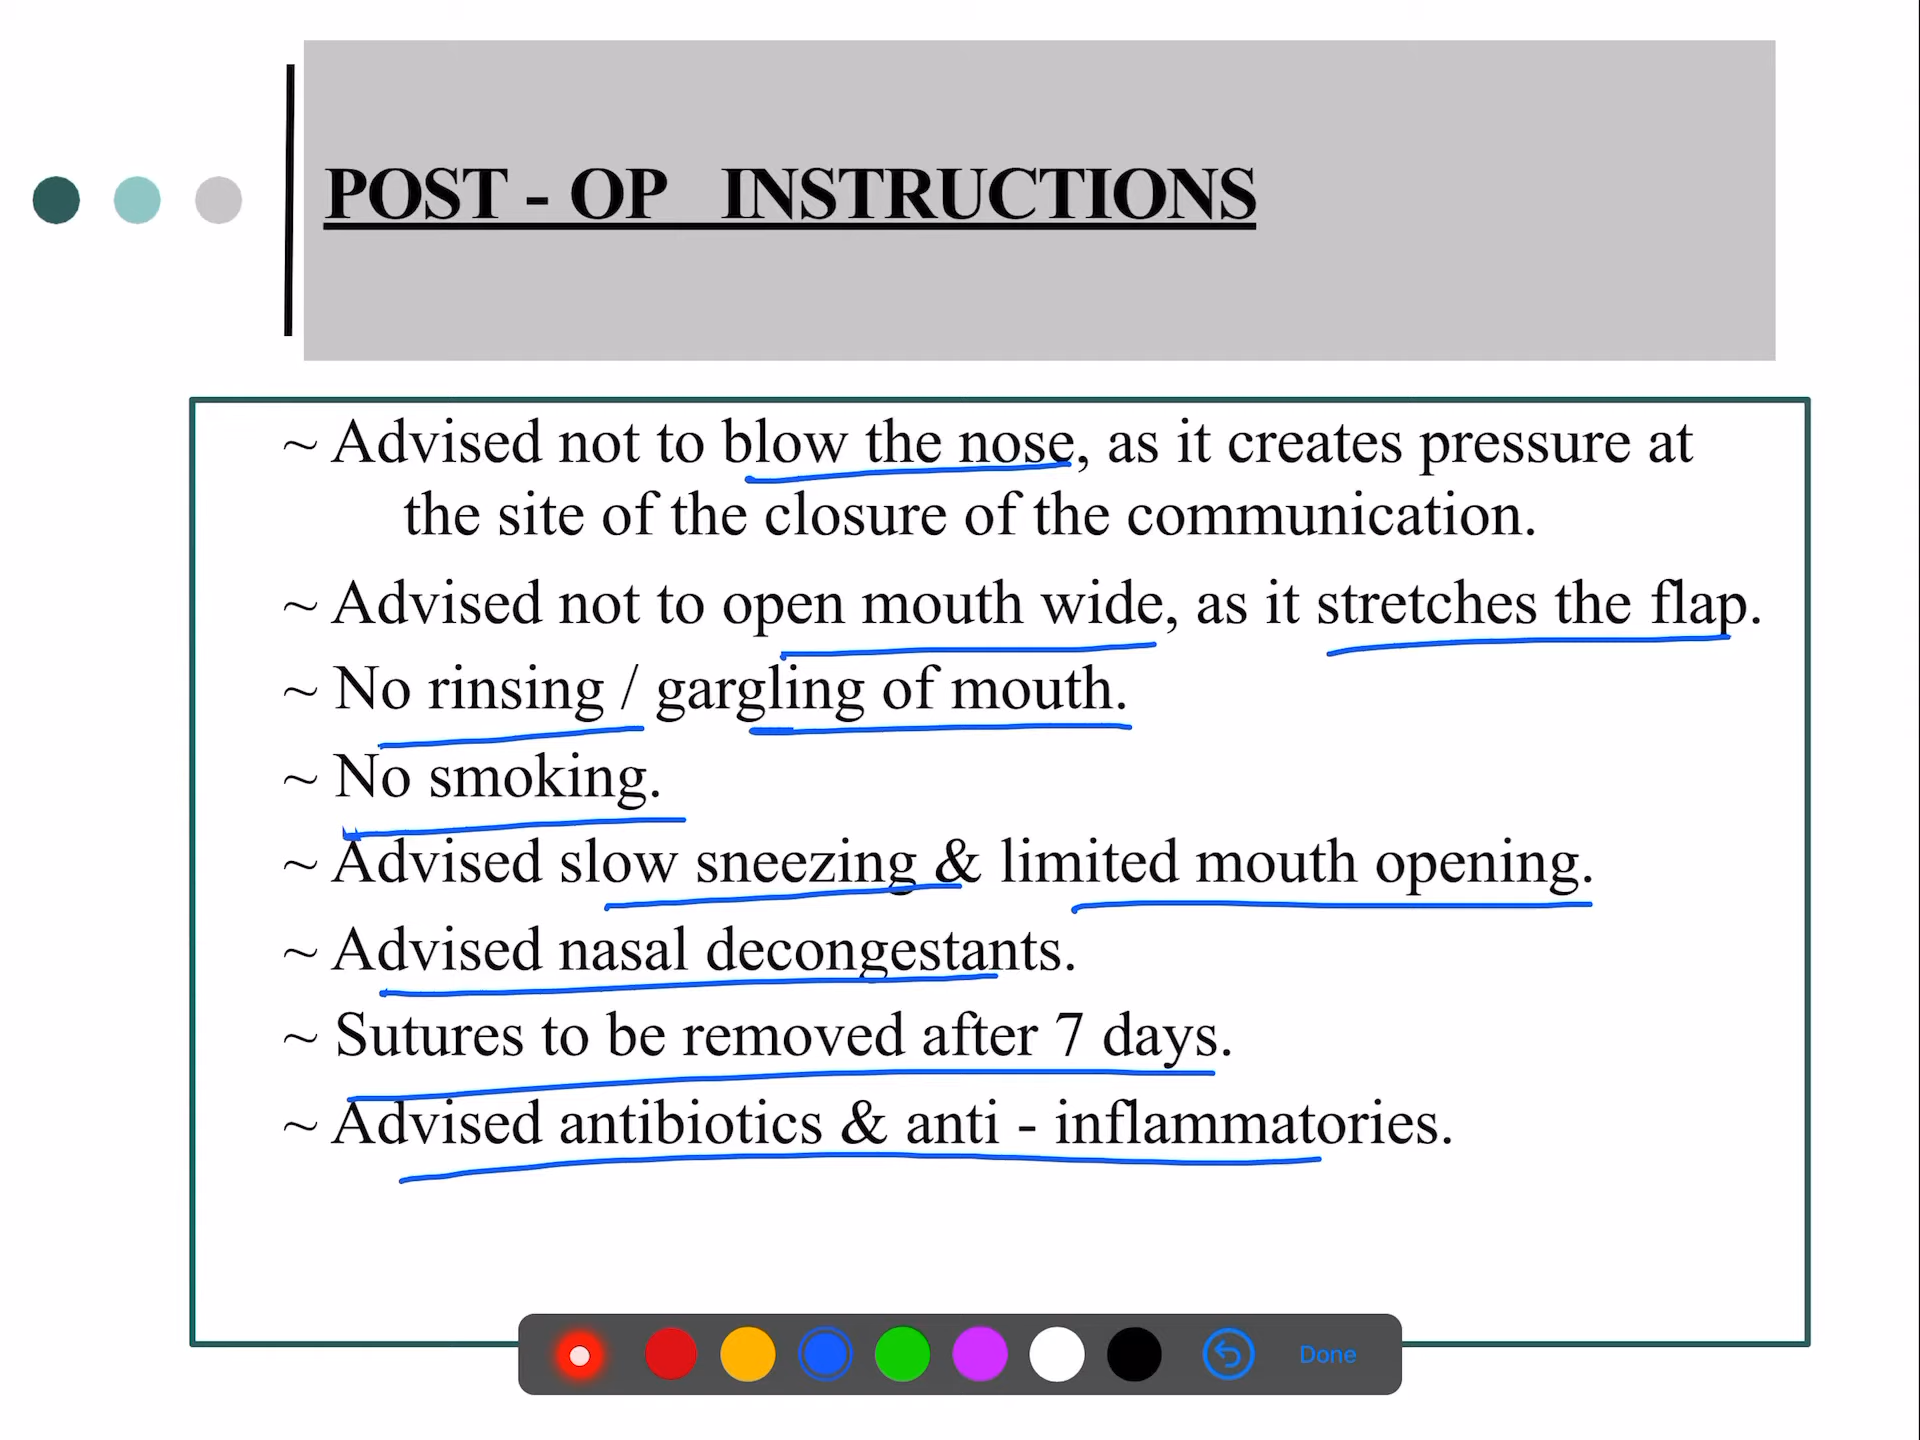 POST - OP INSTRUCTIONS
~ Advised not to blow the nose, as it creates pressure at
the site of the closure of the communication.
~ Advised not to open mouth wide, as it stretches the flap.
~ No rinsing / gargling of mouth.
~ No smoking.
~ Advised slow sneezing & limited mouth opening.
~ Advised nasal decongestants.
~ Sutures to be removed after 7 days.
~ Advised antibiotics & anti - inflammatories.
Done